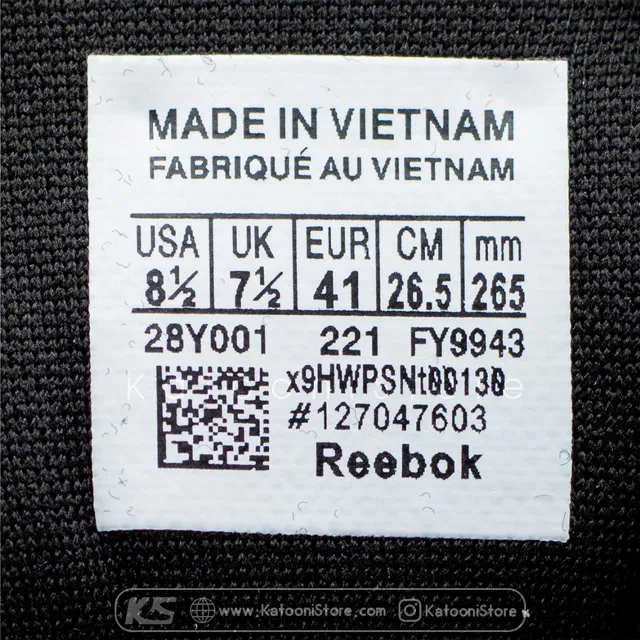 MADE IN VIETNAM
FABRIQUÉ AU VIETNAM
USA UK EUR CM mm
8½ 7½ 41 26.5 265
28Y001 221 FY9943
x9HWPSNt00130
#127047603
Reebok
KS www.KatooniStore.com KatooniStore